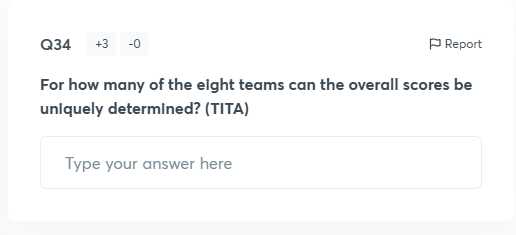 Q34 +3 -0 Report
For how many of the eight teams can the overall scores be
uniquely determined? (TITA)
Type your answer here